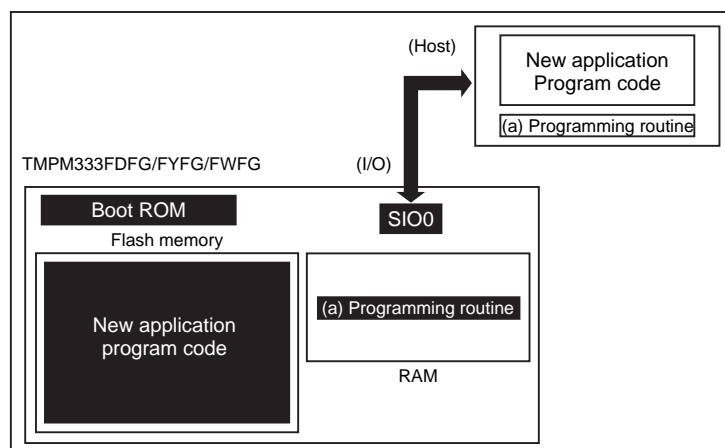 (Host)
New application
Program code
(a) Programming routine
TMPM333FDFG/FYFG/FWFG
(I/O)
Boot ROM
SIO0
Flash memory
New application
program code
(a) Programming routine
RAM